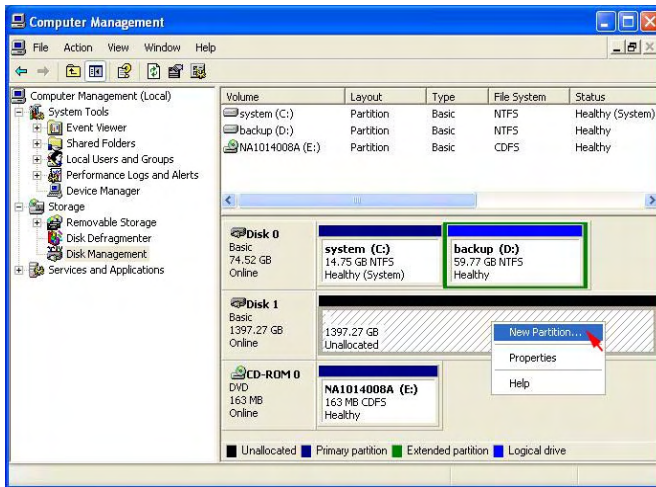 Computer Management
File Action View Window Help
Computer Management (Local)
System Tools
Event Viewer
Shared Folders
Local Users and Groups
Performance Logs and Alerts
Device Manager
Storage
Removable Storage
Disk Defragmenter
Disk Management
Services and Applications
Volume Layout Type File System Status
system (C:) Partition Basic NTFS Healthy (System)
backup (D:) Partition Basic NTFS Healthy
NA1014008A (E:) Partition Basic CDFS Healthy
Disk 0
Basic
74.52 GB
Online
system (C:)
14.75 GB NTFS
Healthy (System)
backup (D:)
59.77 GB NTFS
Healthy
Disk 1
Basic
1397.27 GB
Online
1397.27 GB
Unallocated
New Partition...
Properties
Help
CD-ROM 0
DVD
163 MB
Online
NA1014008A (E:)
163 MB CDFS
Healthy
Unallocated Primary partition Extended partition Logical drive